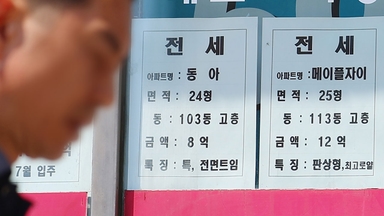 전 세
아파트명 : 동 아
면 적 : 24형
동 : 103동 고층
금 액 : 8 억
특 징 : 특, 전면트임
전 세
아파트명 : 메이플자이
면 적 : 25형
동 : 113동 고층
금 액 : 12 억
특 징 : 판상형, 최고로얄
억
7월 입주